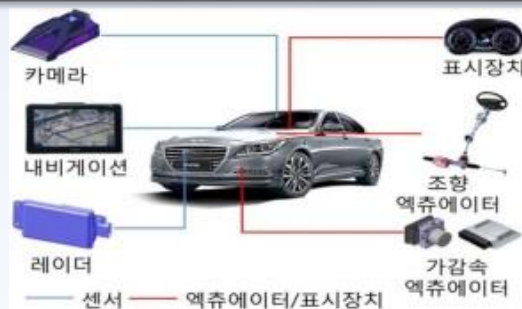 카메라
표시장치
내비게이션
조향
엑츄에이터
레이더
가감속
엑츄에이터
센서
엑츄에이터/표시장치